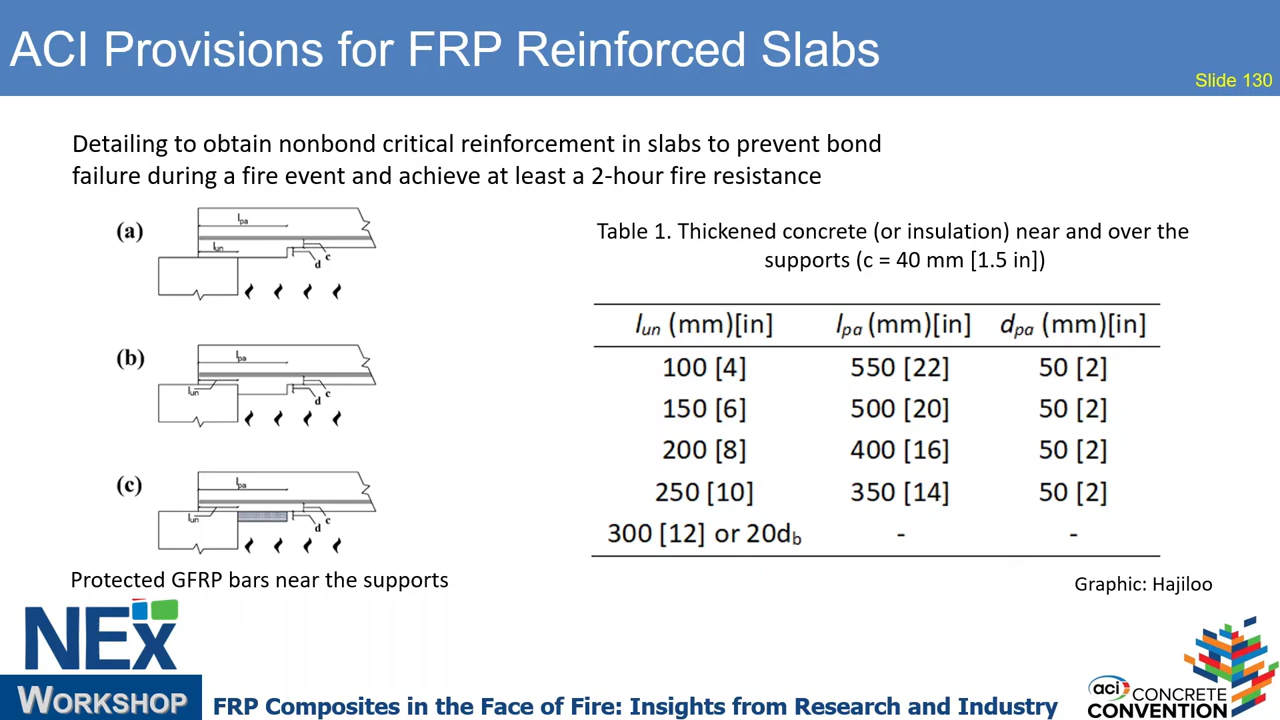 ACI Provisions for FRP Reinforced Slabs
Slide 130
Detailing to obtain nonbond critical reinforcement in slabs to prevent bond
failure during a fire event and achieve at least a 2-hour fire resistance
(a)
lpa
lun
c
d
(b)
lpa
lun
c
d
(c)
lpa
lun
c
d
Protected GFRP bars near the supports
Table 1. Thickened concrete (or insulation) near and over the
supports (c = 40 mm [1.5 in])
lun (mm)[in] lpa (mm)[in] dpa (mm)[in]
100 [4] 550 [22] 50 [2]
150 [6] 500 [20] 50 [2]
200 [8] 400 [16] 50 [2]
250 [10] 350 [14] 50 [2]
300 [12] or 20db - -
Graphic: Hajiloo
NEx
WORKSHOP
FRP Composites in the Face of Fire: Insights from Research and Industry
aci CONCRETE
CONVENTION